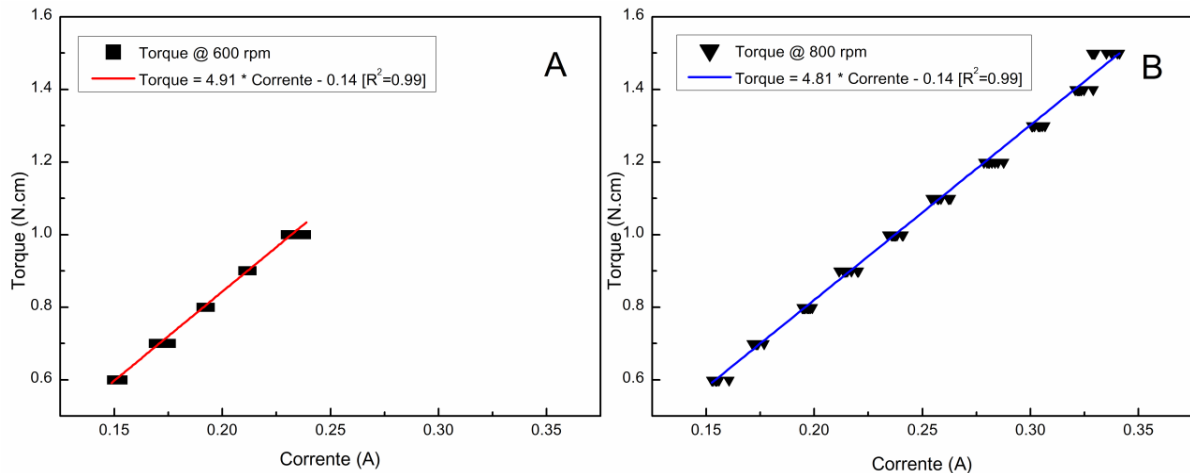 Torque @ 600 rpm
Torque = 4.91 * Corrente - 0.14 [R²=0.99]
A
1.6
1.4
1.2
1.0
0.8
0.6
Torque (N.cm)
0.15 0.20 0.25 0.30 0.35
Corrente (A)
Torque @ 800 rpm
Torque = 4.81 * Corrente - 0.14 [R²=0.99]
B
1.6
1.4
1.2
1.0
0.8
0.6
Torque (N.cm)
0.15 0.20 0.25 0.30 0.35
Corrente (A)